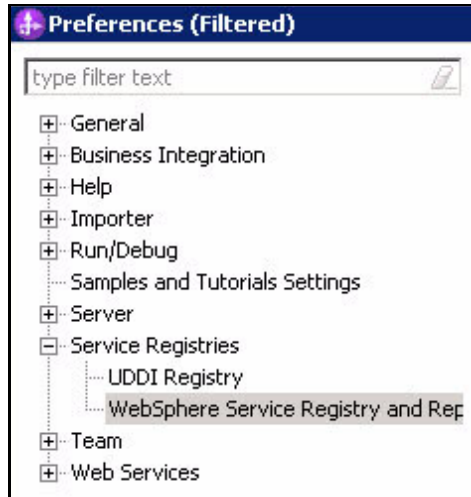 Preferences (Filtered)
type filter text
General
Business Integration
Help
Importer
Run/Debug
Samples and Tutorials Settings
Server
Service Registries
UDDI Registry
WebSphere Service Registry and Rep
Team
Web Services